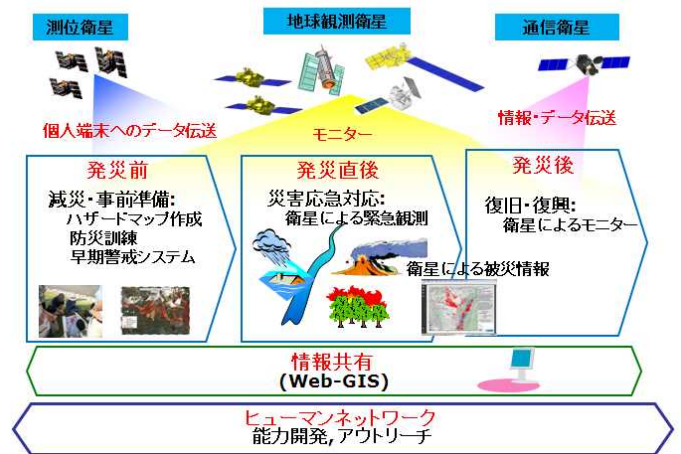 測位衛星
地球観測衛星
通信衛星
個人端末へのデータ伝送
モニター
情報・データ伝送
発災前
減災・事前準備:
ハザードマップ作成
防災訓練
早期警戒システム
発災直後
災害応急対応:
衛星による緊急観測
衛星による被災情報
発災後
復旧・復興:
衛星によるモニター
情報共有
(Web-GIS)
ヒューマンネットワーク
能力開発,アウトリーチ